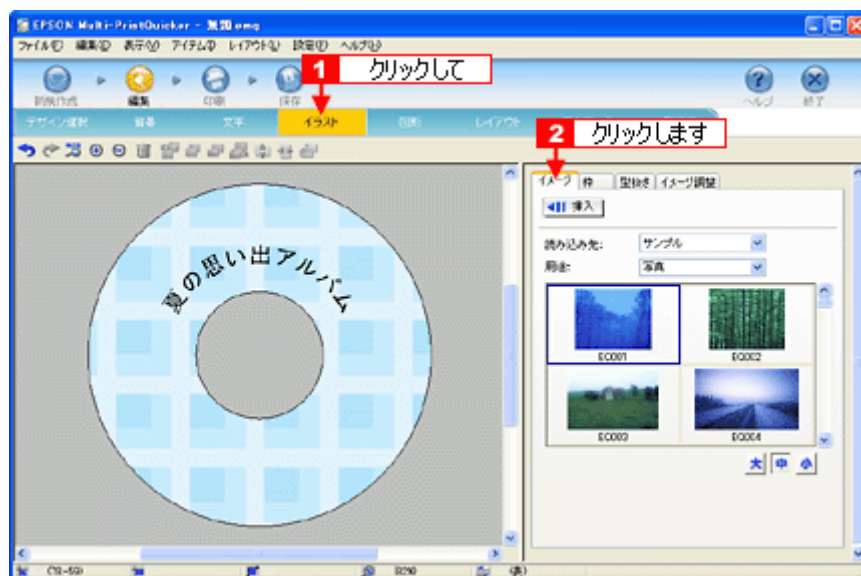 EPSON Multi-PrintQuicker - 無題.emq
ファイル(F) 編集(E) 表示(V) アイテム(I) レイアウト(L) 設定(T) ヘルプ(H)
1 クリックして
新規作成 編集 印刷 保存 ヘルプ 終了
デザイン選択 背景 文字 イラスト 図形 レイアウト
2 クリックします
イメージ 枠 型抜き イメージ調整
挿入
読み込み先: サンプル
用途: 写真
夏の思い出アルバム
EC001 EC002
EC003 EC004
大 中 小